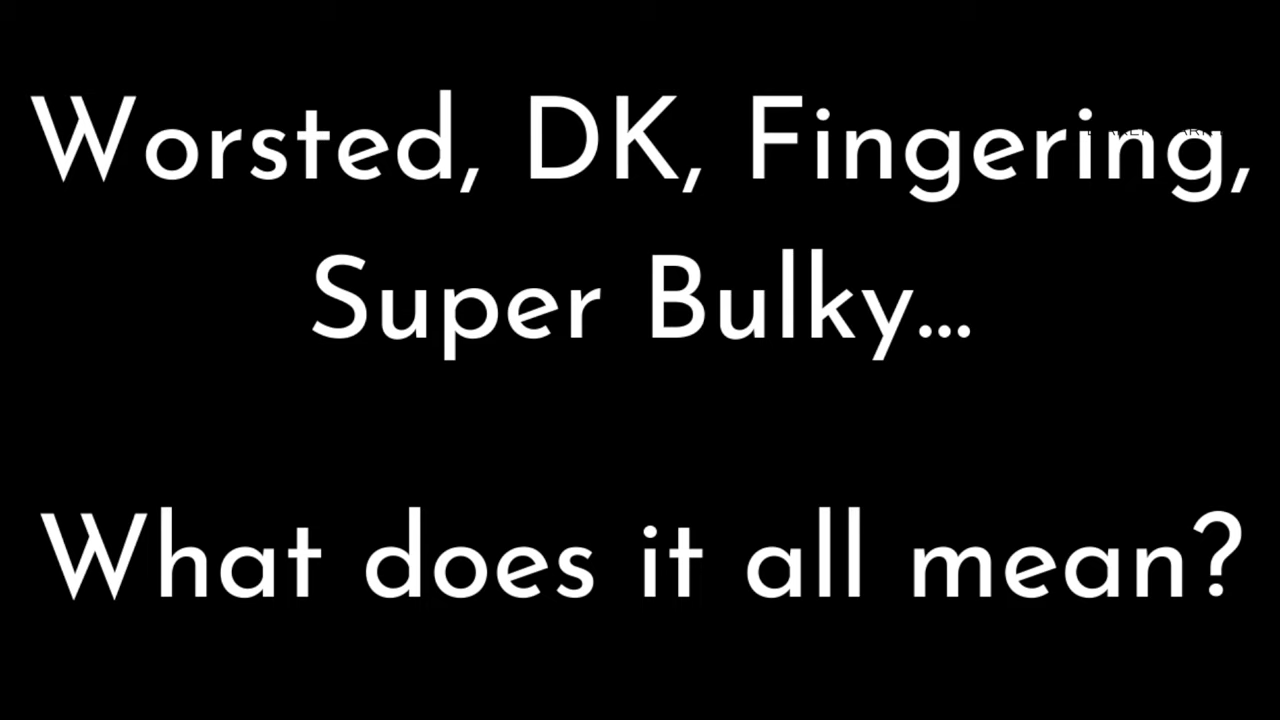 Worsted, DK, Fingering,
Super Bulky...
What does it all mean?